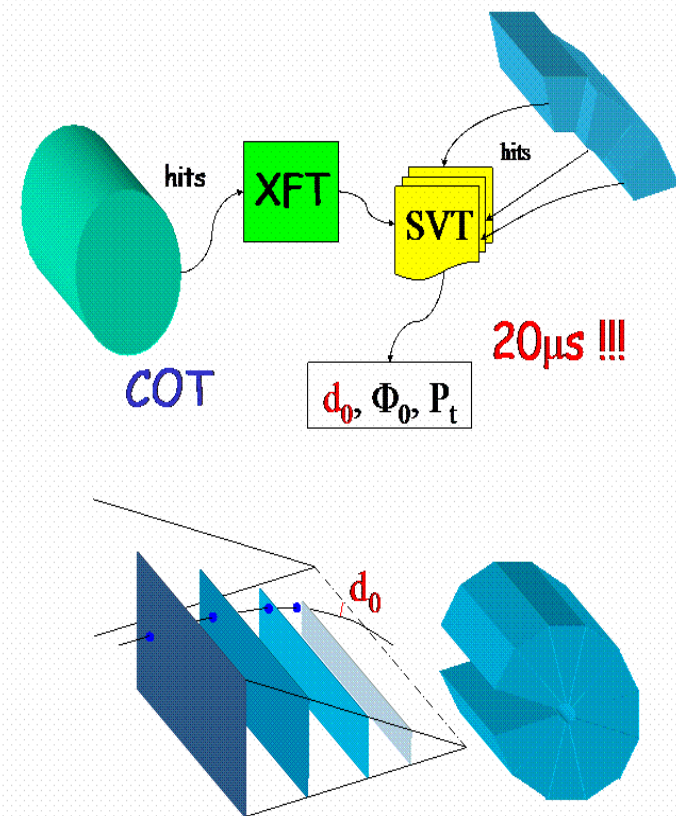 hits
XFT
hits
SVT
COT
20µs !!!
d₀, Φ₀, Pₜ
d₀